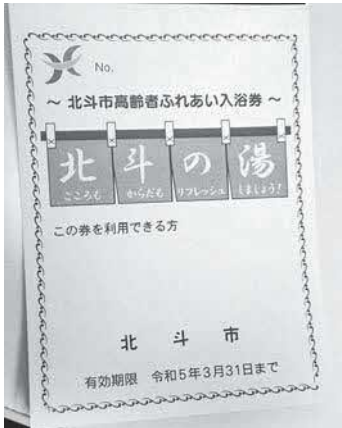 No.
～ 北斗市高齢者ふれあい入浴券 ～
北斗の湯
こころも からだも リフレッシュ しましょう!
この券を利用できる方
北斗市
有効期限 令和5年3月31日まで